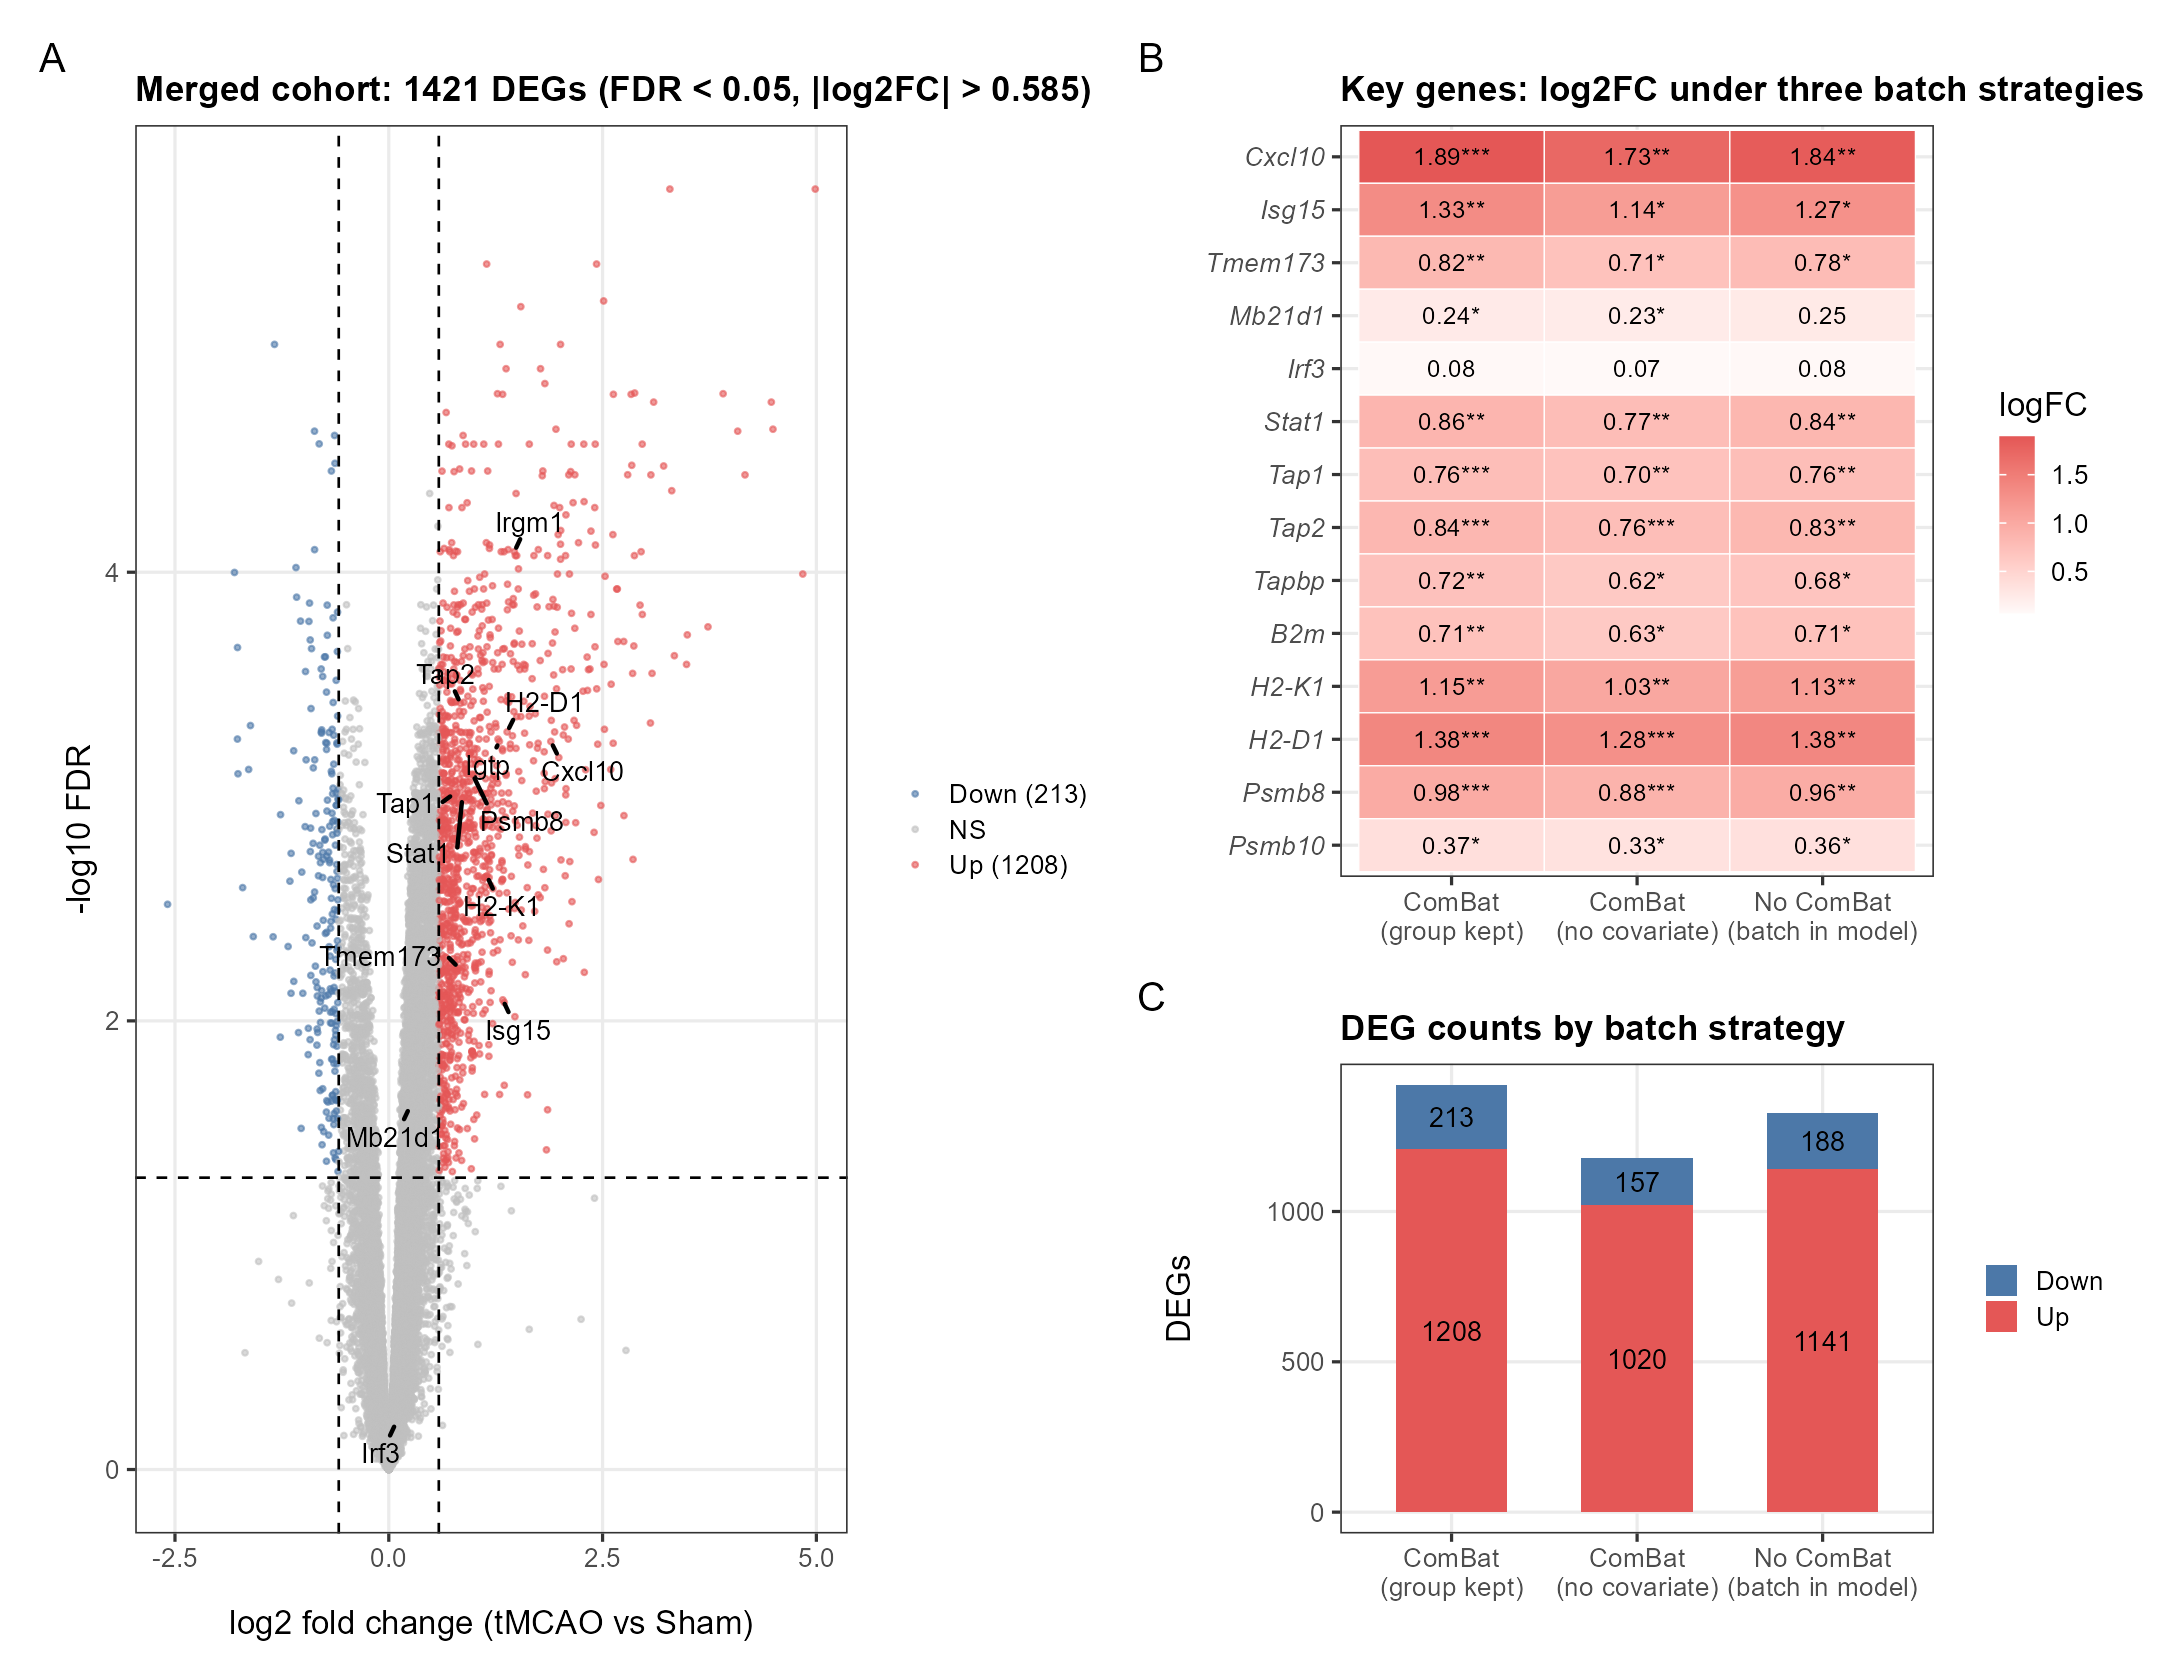 A
Merged cohort: 1421 DEGs (FDR < 0.05, |log2FC| > 0.585)
-log10 FDR
4
2
0
Irgm1
Tap2
H2-D1
Igtp
Cxcl10
Tap1
Psmb8
Stat1
H2-K1
Tmem173
Isg15
Mb21d1
Irf3
-2.5
0.0
2.5
5.0
log2 fold change (tMCAO vs Sham)
Down (213)
NS
Up (1208)
B
Key genes: log2FC under three batch strategies
Cxcl10 1.89*** 1.73** 1.84**
Isg15 1.33** 1.14* 1.27*
Tmem173 0.82** 0.71* 0.78*
Mb21d1 0.24* 0.23* 0.25
Irf3 0.08 0.07 0.08
Stat1 0.86** 0.77** 0.84**
Tap1 0.76*** 0.70** 0.76**
Tap2 0.84*** 0.76*** 0.83**
Tapbp 0.72** 0.62* 0.68*
B2m 0.71** 0.63* 0.71*
H2-K1 1.15** 1.03** 1.13**
H2-D1 1.38*** 1.28*** 1.38**
Psmb8 0.98*** 0.88*** 0.96**
Psmb10 0.37* 0.33* 0.36*
ComBat ComBat No ComBat
(group kept) (no covariate) (batch in model)
logFC
1.5
1.0
0.5
C
DEG counts by batch strategy
DEGs
1000
500
0
213
157
188
1208
1020
1141
ComBat ComBat No ComBat
(group kept) (no covariate) (batch in model)
Down
Up